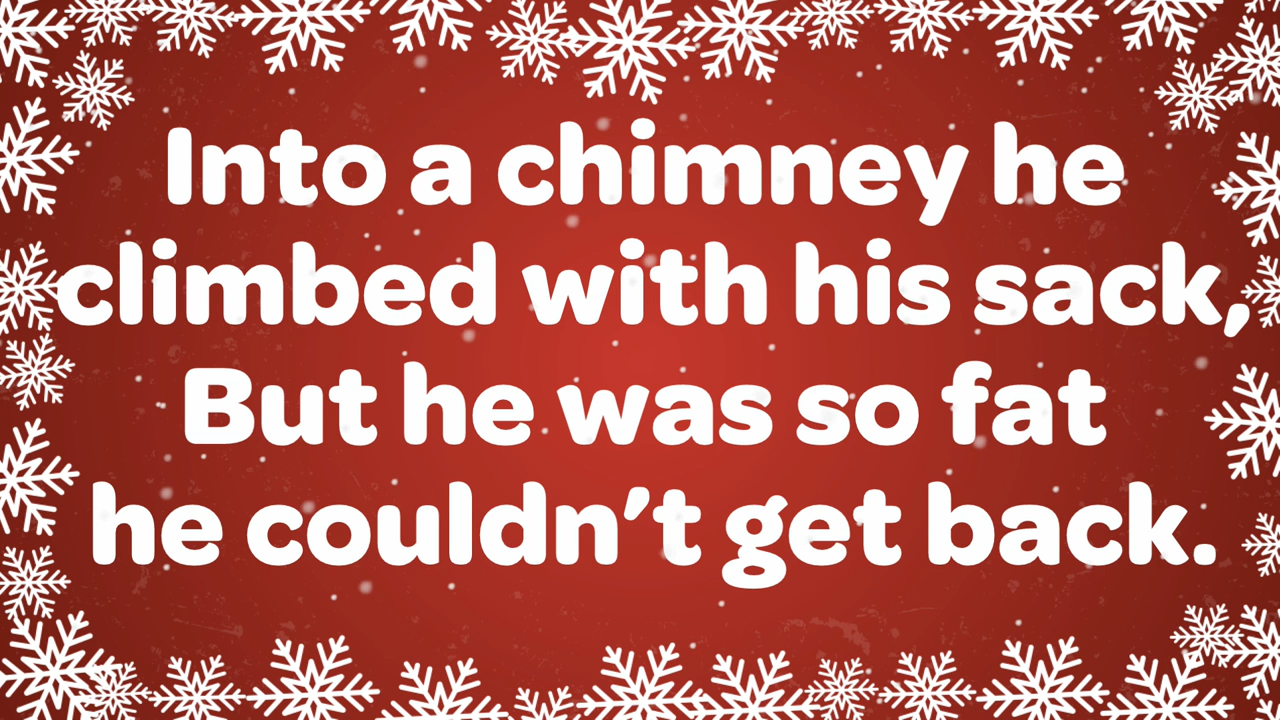 Into a chimney he
climbed with his sack,
But he was so fat
he couldn’t get back.